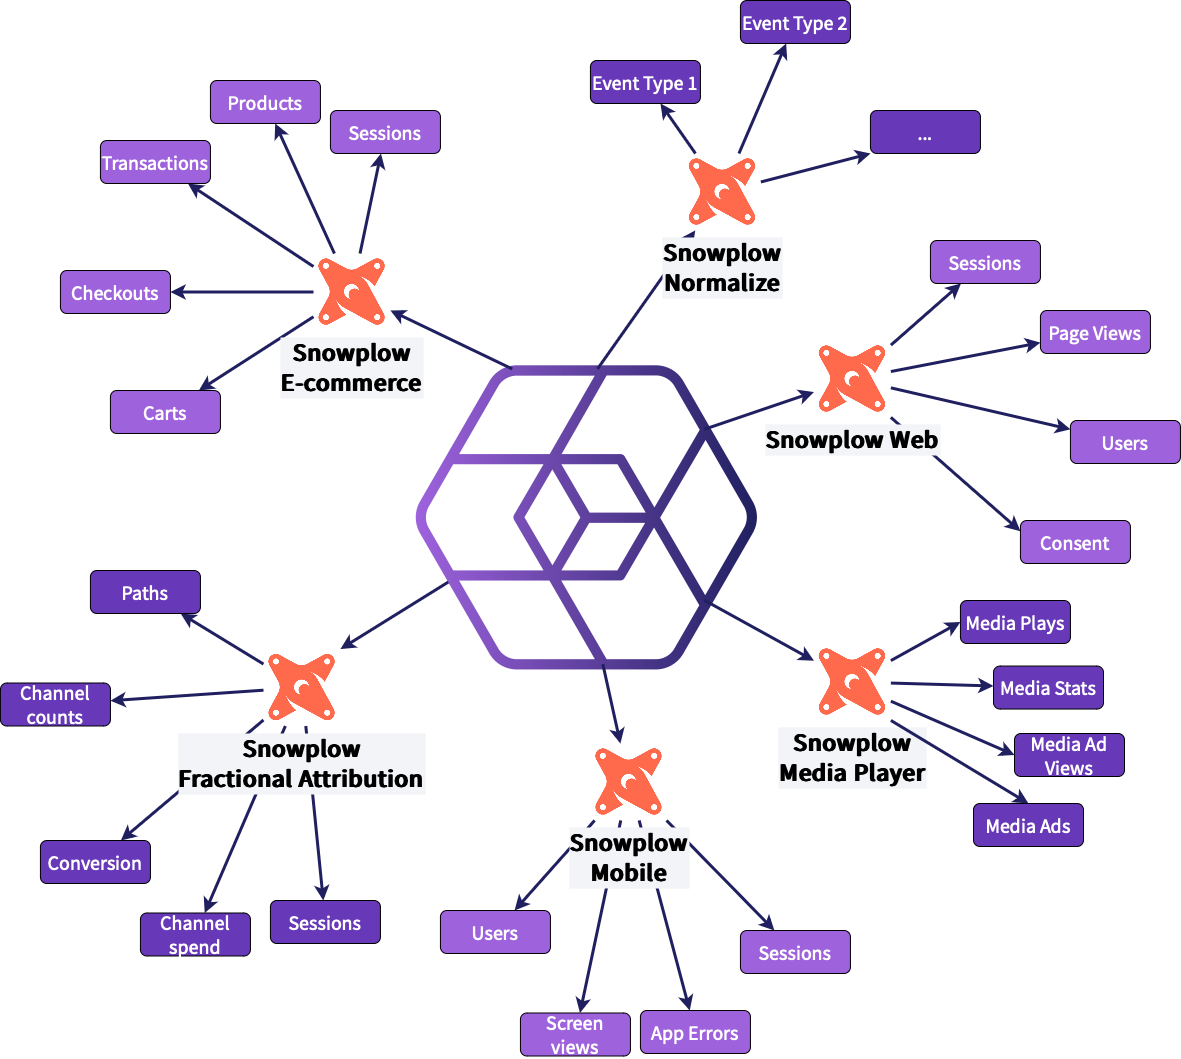 Event Type 2
Event Type 1
...
Products
Sessions
Transactions
Checkouts
Carts
Snowplow
E-commerce
Snowplow
Normalize
Sessions
Page Views
Users
Consent
Snowplow Web
Paths
Channel
counts
Snowplow
Fractional Attribution
Conversion
Channel
spend
Sessions
Snowplow
Mobile
Users
Screen
views
App Errors
Sessions
Snowplow
Media Player
Media Plays
Media Stats
Media Ad
Views
Media Ads